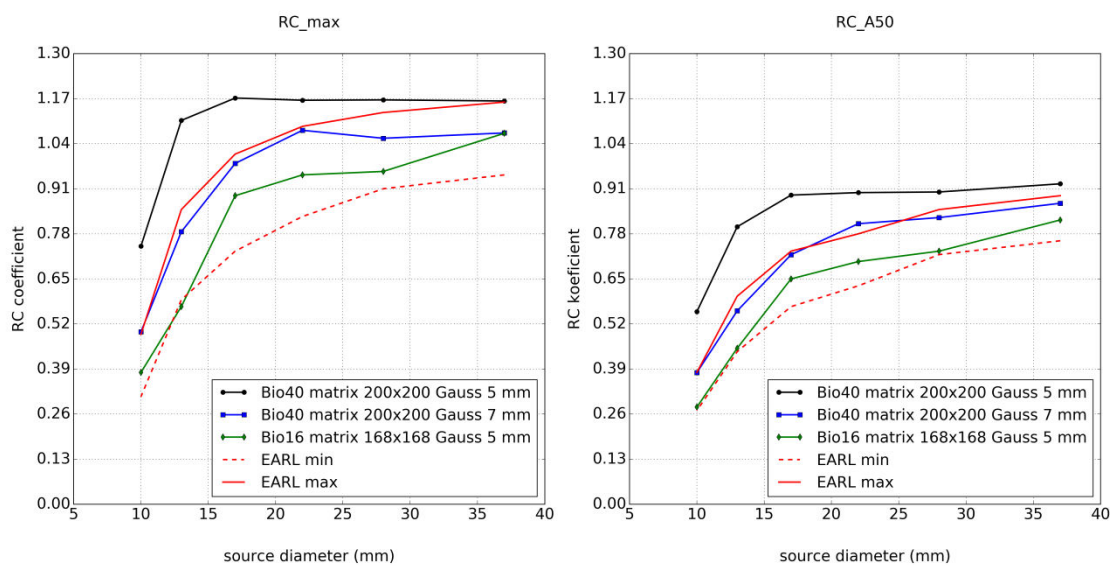 RC_max
1.30
1.17
1.04
0.91
0.78
0.65
0.52
0.39
0.26
0.13
0.00
RC coefficient
Bio40 matrix 200x200 Gauss 5 mm
Bio40 matrix 200x200 Gauss 7 mm
Bio16 matrix 168x168 Gauss 5 mm
EARL min
EARL max
5 10 15 20 25 30 35 40
source diameter (mm)
RC_A50
1.30
1.17
1.04
0.91
0.78
0.65
0.52
0.39
0.26
0.13
0.00
RC koeficient
Bio40 matrix 200x200 Gauss 5 mm
Bio40 matrix 200x200 Gauss 7 mm
Bio16 matrix 168x168 Gauss 5 mm
EARL min
EARL max
5 10 15 20 25 30 35 40
source diameter (mm)